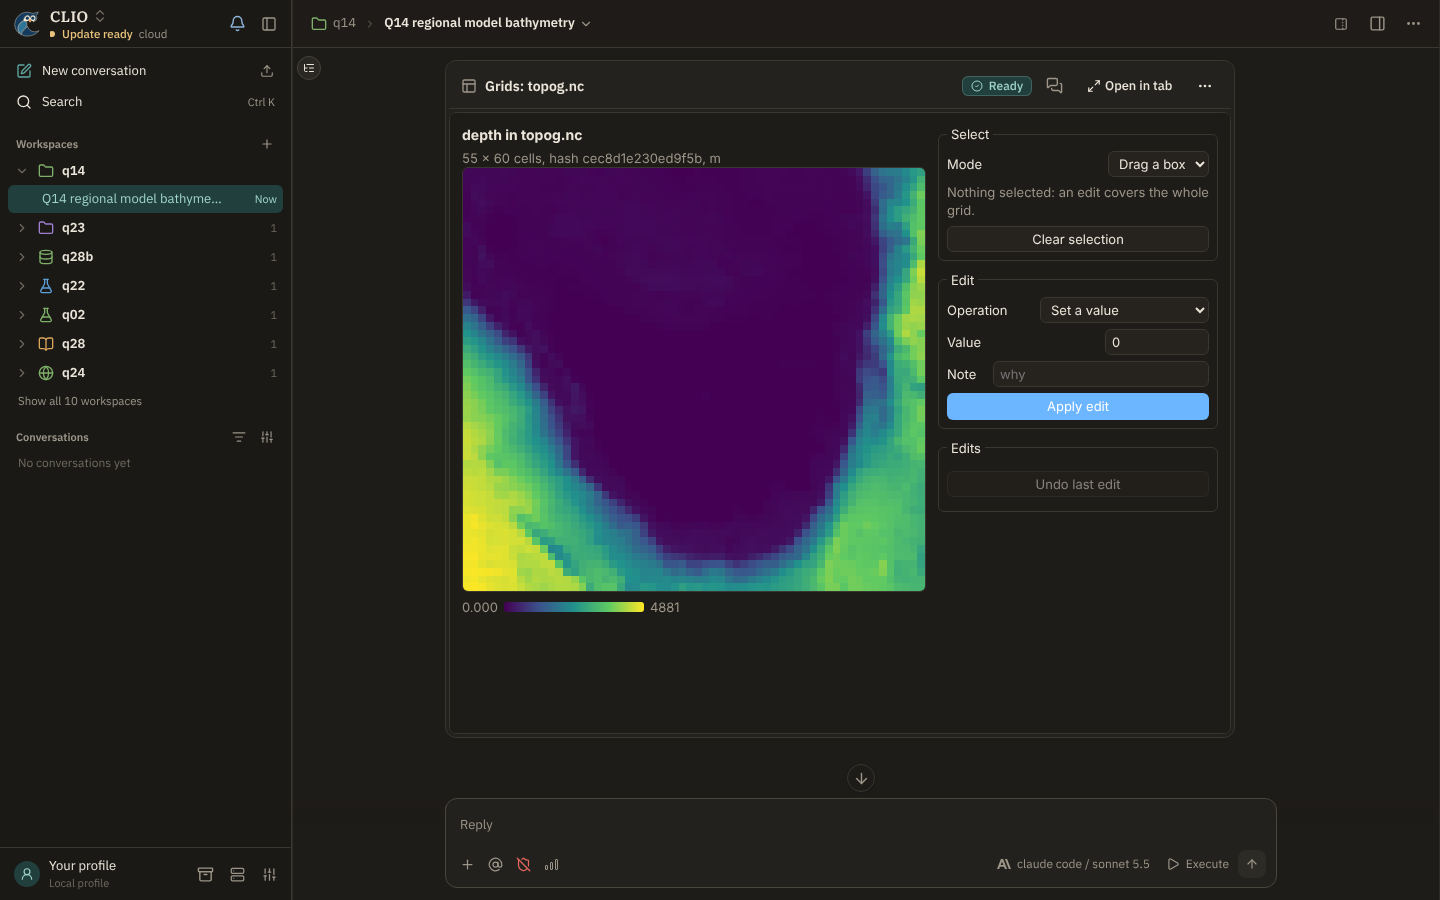 CLIO
Update ready cloud
New conversation
Search Ctrl K
Workspaces
q14
Q14 regional model bathyme... Now
q23 1
q28b 1
q22 1
q02 1
q28 1
q24 1
Show all 10 workspaces
Conversations
No conversations yet
Your profile
Local profile
q14 › Q14 regional model bathymetry
Grids: topog.nc
Ready
Open in tab
depth in topog.nc
55 × 60 cells, hash cec8d1e230ed9f5b, m
0.000 4881
Select
Mode Drag a box
Nothing selected: an edit covers the whole
grid.
Clear selection
Edit
Operation Set a value
Value 0
Note why
Apply edit
Edits
Undo last edit
Reply
claude code / sonnet 5.5 Execute